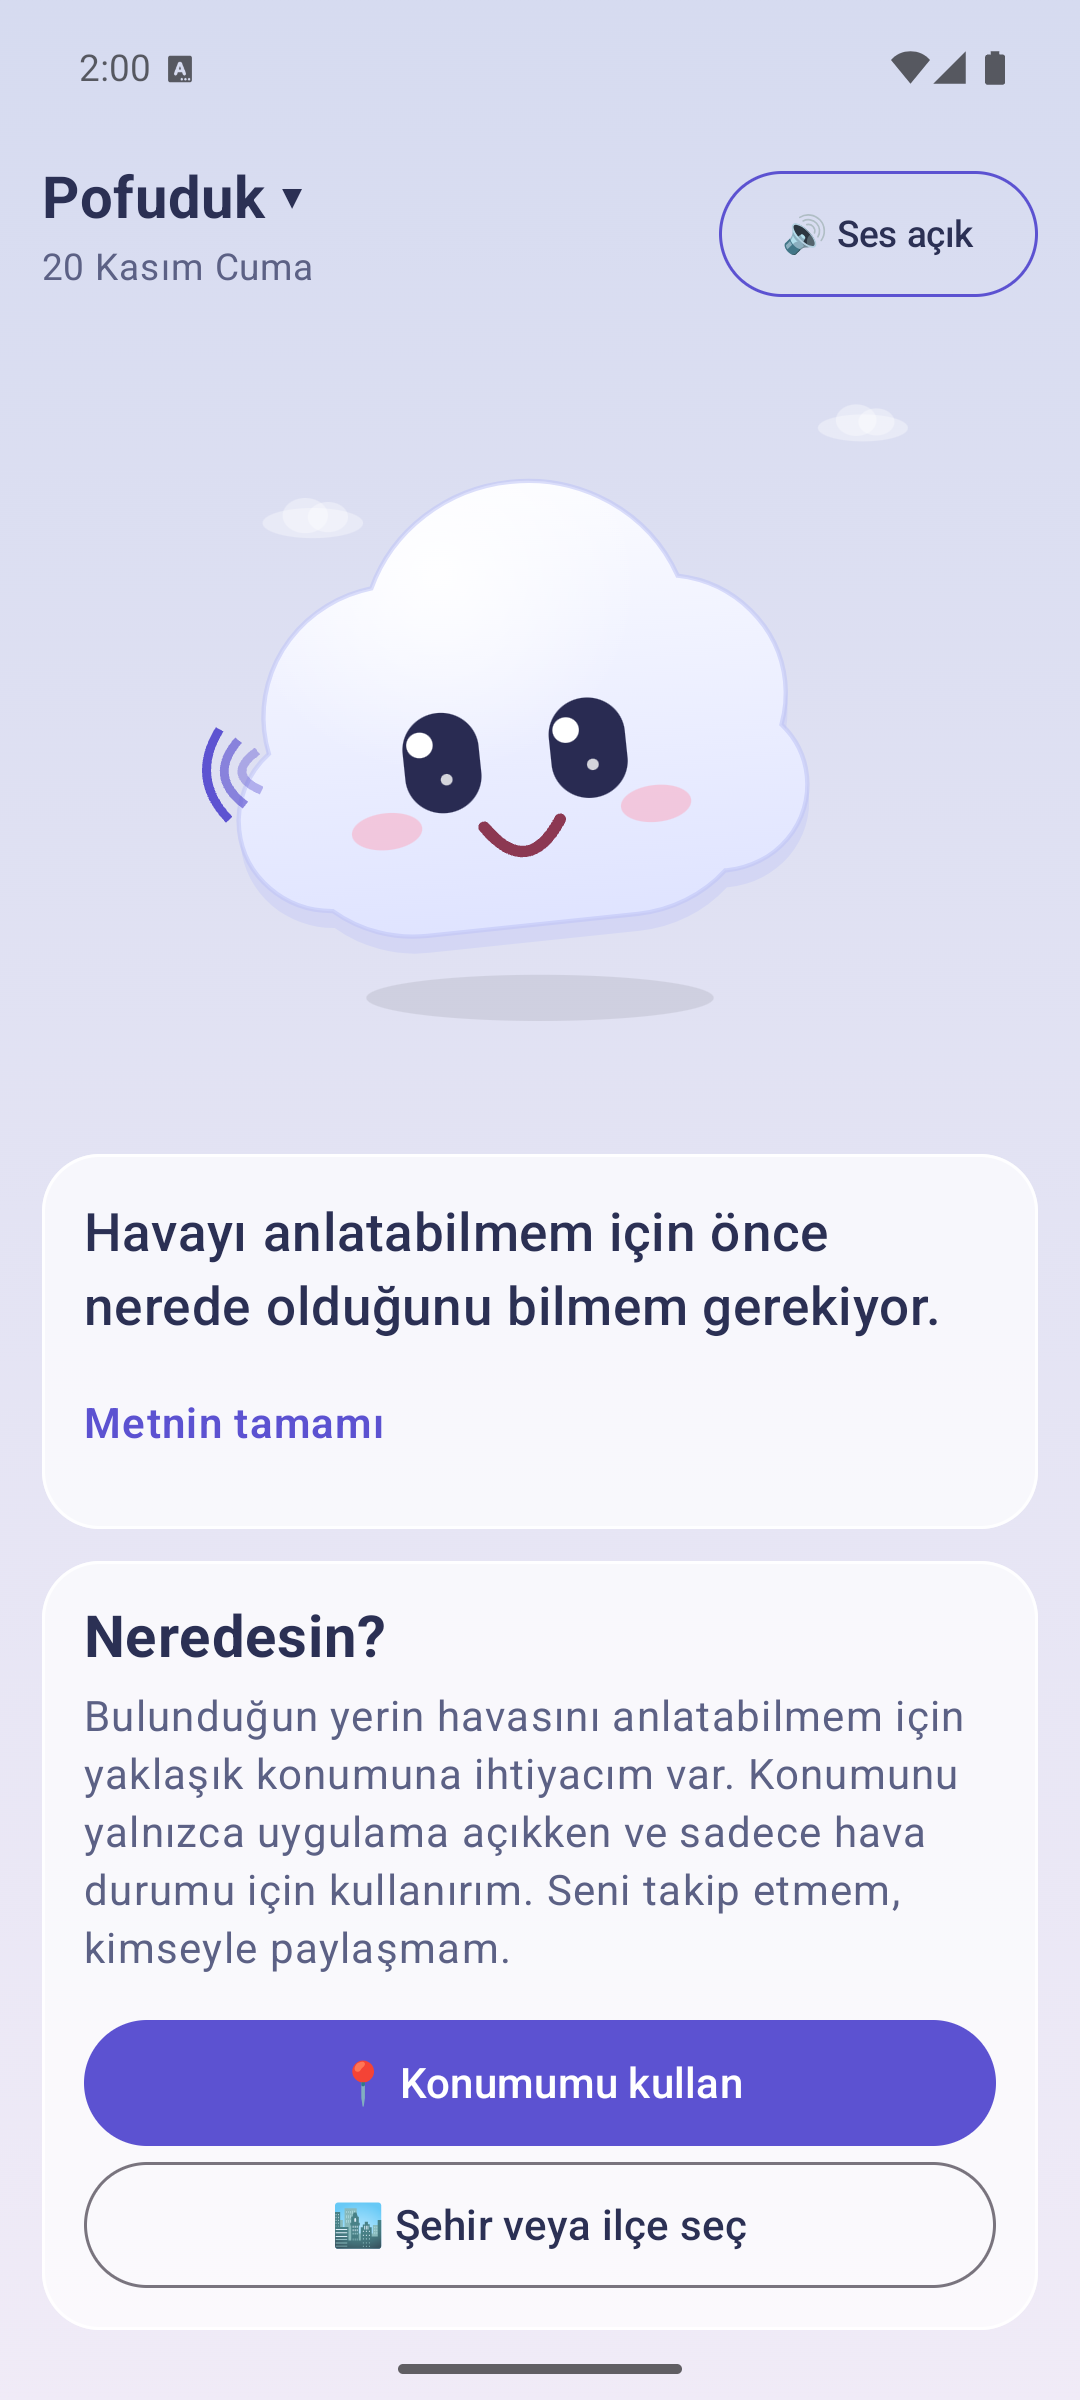 2:00
Pofuduk ▾
20 Kasım Cuma
🔊 Ses açık
Havayı anlatabilmem için önce
nerede olduğunu bilmem gerekiyor.
Metnin tamamı
Neredesin?
Bulunduğun yerin havasını anlatabilmem için
yaklaşık konumuna ihtiyacım var. Konumunu
yalnızca uygulama açıkken ve sadece hava
durumu için kullanırım. Seni takip etmem,
kimseyle paylaşmam.
📍 Konumumu kullan
🏙️ Şehir veya ilçe seç